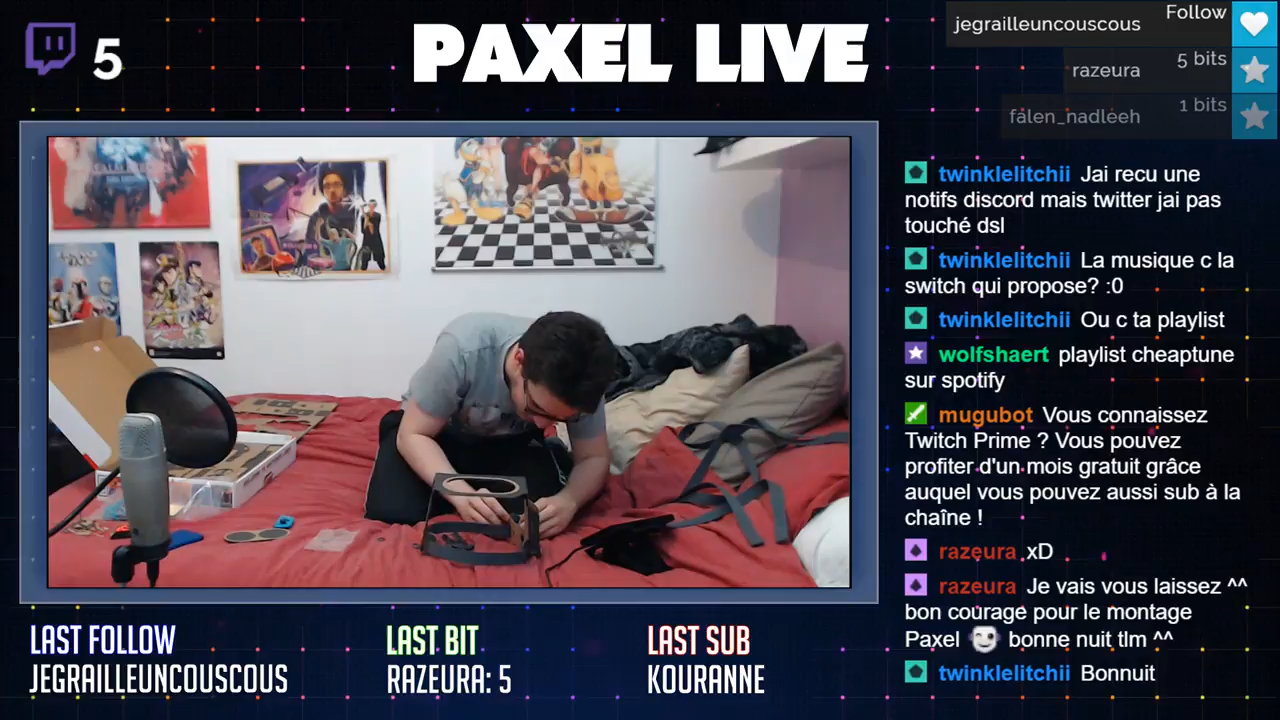 5
PAXEL LIVE
jegrailleuncouscous Follow
razeura 5 bits
fálen_nadleeh 1 bits
twinklelitchii Jai recu une
notifs discord mais twitter jai pas
touché dsl
twinklelitchii La musique c la
switch qui propose? :0
twinklelitchii Ou c ta playlist
wolfshaert playlist cheaptune
sur spotify
mugubot Vous connaissez
Twitch Prime ? Vous pouvez
profiter d'un mois gratuit grâce
auquel vous pouvez aussi sub à la
chaîne !
razeura xD
razeura Je vais vous laissez ^^
bon courage pour le montage
Paxel bonne nuit tlm ^^
twinklelitchii Bonnuit
LAST FOLLOW
JEGRAILLEUNCOUSCOUS
LAST BIT
RAZEURA: 5
LAST SUB
KOURANNE